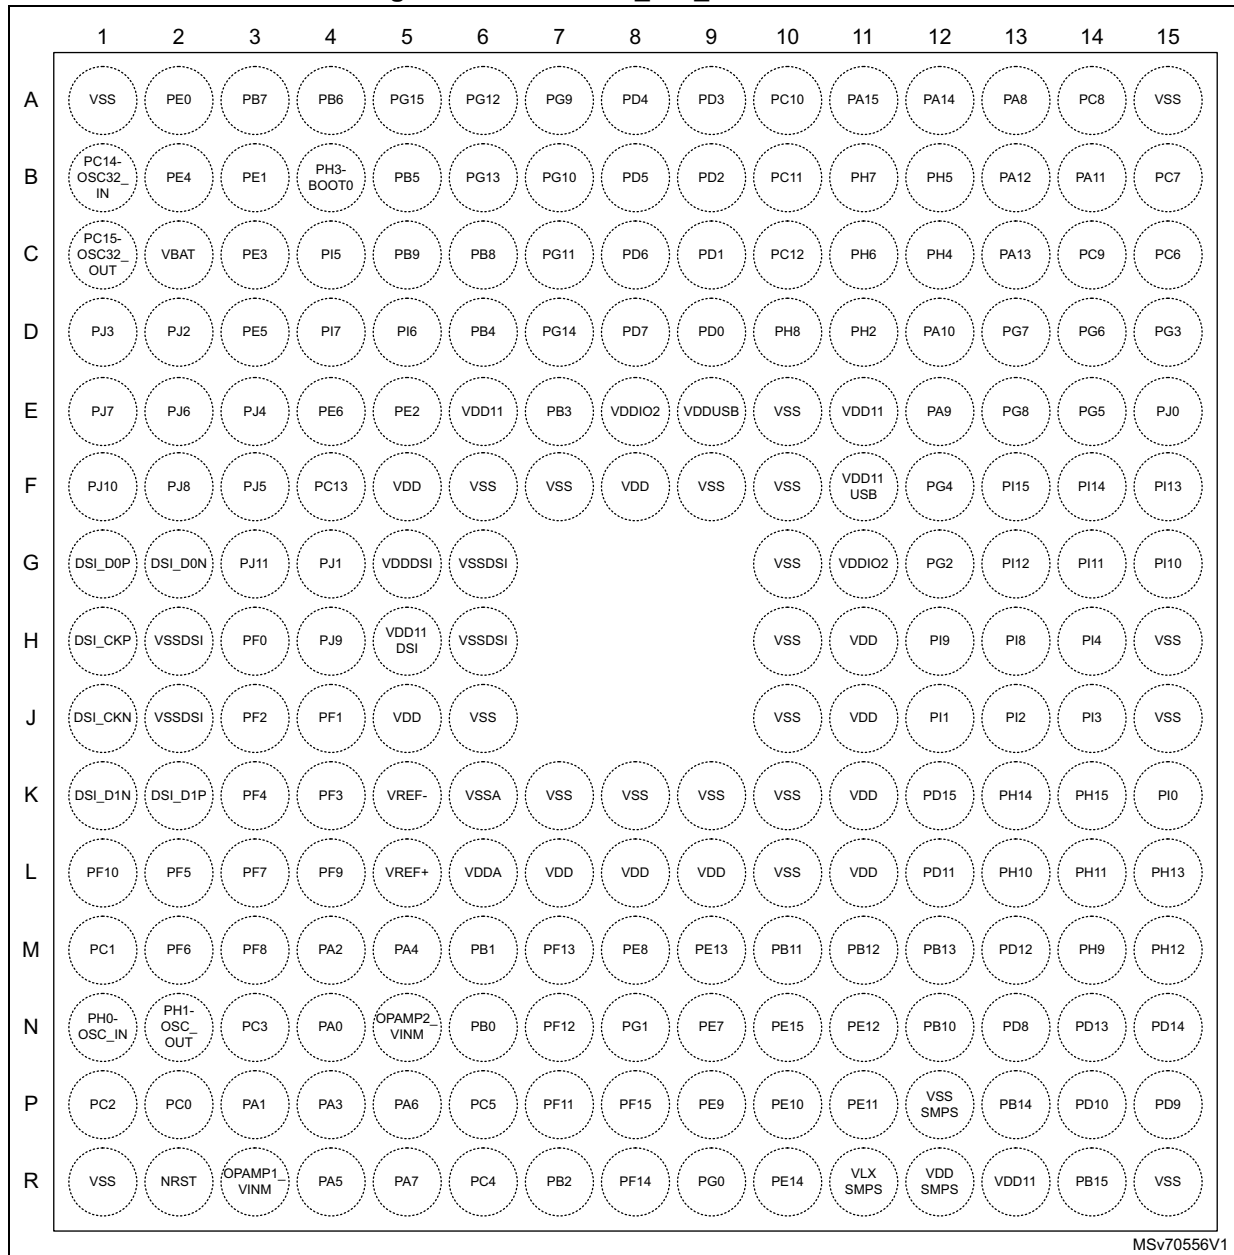 1 2 3 4 5 6 7 8 9 10 11 12 13 14 15
A VSS PE0 PB7 PB6 PG15 PG12 PG9 PD4 PD3 PC10 PA15 PA14 PA8 PC8 VSS
B PC14-OSC32_IN PE4 PE1 PH3-BOOT0 PB5 PG13 PG10 PD5 PD2 PC11 PH7 PH5 PA12 PA11 PC7
C PC15-OSC32_OUT VBAT PE3 PI5 PB9 PB8 PG11 PD6 PD1 PC12 PH6 PH4 PA13 PC9 PC6
D PJ3 PJ2 PE5 PI7 PI6 PB4 PG14 PD7 PD0 PH8 PH2 PA10 PG7 PG6 PG3
E PJ7 PJ6 PJ4 PE6 PE2 VDD11 PB3 VDDIO2 VDDUSB VSS VDD11 PA9 PG8 PG5 PJ0
F PJ10 PJ8 PJ5 PC13 VDD VSS VSS VDD VSS VSS VDD11 USB PG4 PI15 PI14 PI13
G DSI_D0P DSI_D0N PJ11 PJ1 VDDDSI VSSDSI VSS VDDIO2 PG2 PI12 PI11 PI10
H DSI_CKP VSSDSI PF0 PJ9 VDD11 DSI VSSDSI VSS VDD PI9 PI8 PI4 VSS
J DSI_CKN VSSDSI PF2 PF1 VDD VSS VSS VDD PI1 PI2 PI3 VSS
K DSI_D1N DSI_D1P PF4 PF3 VREF- VSSA VSS VSS VSS VSS VDD PD15 PH14 PH15 PI0
L PF10 PF5 PF7 PF9 VREF+ VDDA VDD VDD VDD VSS VDD PD11 PH10 PH11 PH13
M PC1 PF6 PF8 PA2 PA4 PB1 PF13 PE8 PE13 PB11 PB12 PB13 PD12 PH9 PH12
N PH0-OSC_IN PH1-OSC_OUT PC3 PA0 OPAMP2_VINM PB0 PF12 PG1 PE7 PE15 PE12 PB10 PD8 PD13 PD14
P PC2 PC0 PA1 PA3 PA6 PC5 PF11 PF15 PE9 PE10 PE11 VSS SMPS PB14 PD10 PD9
R VSS NRST OPAMP1_VINM PA5 PA7 PC4 PB2 PF14 PG0 PE14 VLX SMPS VDD SMPS VDD11 PB15 VSS
MSv70556V1